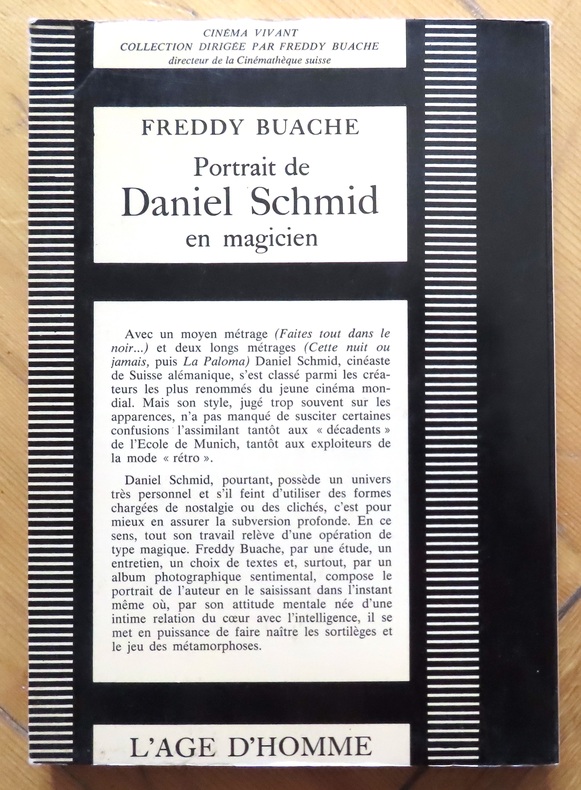 CINÉMA VIVANT
COLLECTION DIRIGÉE PAR FREDDY BUACHE
directeur de la Cinémathèque suisse
FREDDY BUACHE
Portrait de
Daniel Schmid
en magicien
Avec un moyen métrage (Faites tout dans le
noir...) et deux longs métrages (Cette nuit ou
jamais, puis La Paloma) Daniel Schmid, cinéaste
de Suisse alémanique, s'est classé parmi les créa-
teurs les plus renommés du jeune cinéma mon-
dial. Mais son style, jugé trop souvent sur les
apparences, n'a pas manqué de susciter certaines
confusions l'assimilant tantôt aux « décadents »
de l'Ecole de Munich, tantôt aux exploiteurs de
la mode « rétro ».
Daniel Schmid, pourtant, possède un univers
très personnel et s'il feint d'utiliser des formes
chargées de nostalgie ou des clichés, c'est pour
mieux en assurer la subversion profonde. En ce
sens, tout son travail relève d'une opération de
type magique. Freddy Buache, par une étude, un
entretien, un choix de textes et, surtout, par un
album photographique sentimental, compose le
portrait de l'auteur en le saisissant dans l'instant
même où, par son attitude mentale née d'une
intime relation du cœur avec l'intelligence, il se
met en puissance de faire naître les sortilèges et
le jeu des métamorphoses.
L'AGE D'HOMME